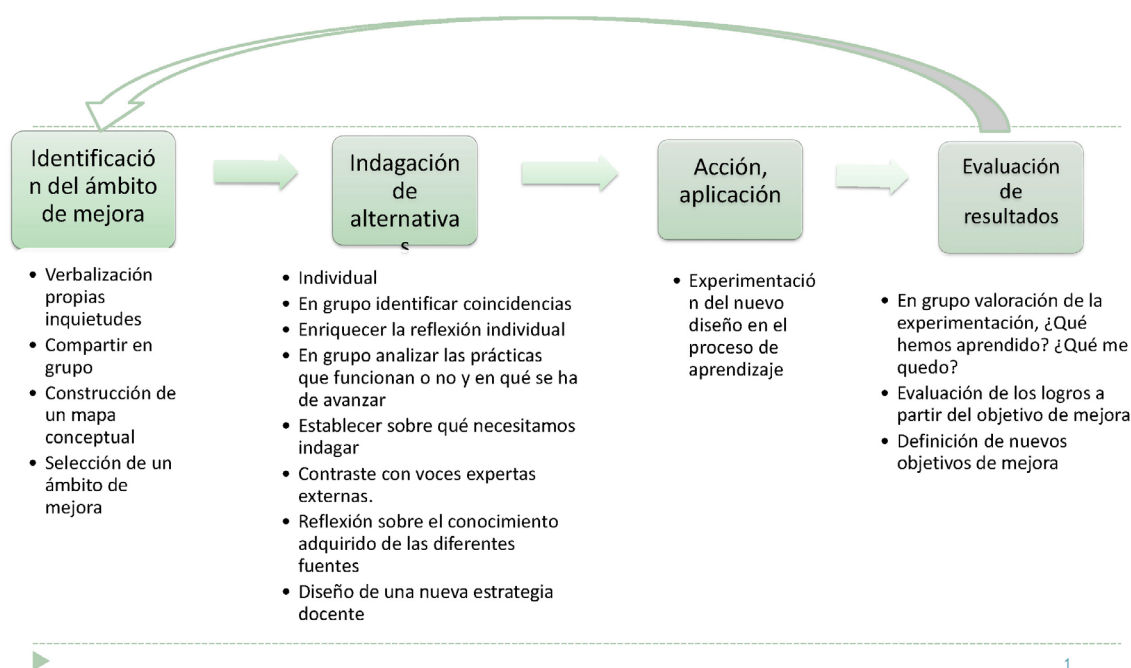 Identificació
n del ámbito
de mejora
• Verbalización
propias
inquietudes
• Compartir en
grupo
• Construcción de
un mapa
conceptual
• Selección de un
ámbito de
mejora
Indagación
de
alternativa
s
• Individual
• En grupo identificar coincidencias
• Enriquecer la reflexión individual
• En grupo analizar las prácticas
que funcionan o no y en qué se ha
de avanzar
• Establecer sobre qué necesitamos
indagar
• Contraste con voces expertas
externas.
• Reflexión sobre el conocimiento
adquirido de las diferentes
fuentes
• Diseño de una nueva estrategia
docente
Acción,
aplicación
• Experimentació
n del nuevo
diseño en el
proceso de
aprendizaje
Evaluación
de
resultados
• En grupo valoración de la
experimentación, ¿Qué
hemos aprendido? ¿Qué me
quedo?
• Evaluación de los logros a
partir del objetivo de mejora
• Definición de nuevos
objetivos de mejora
1